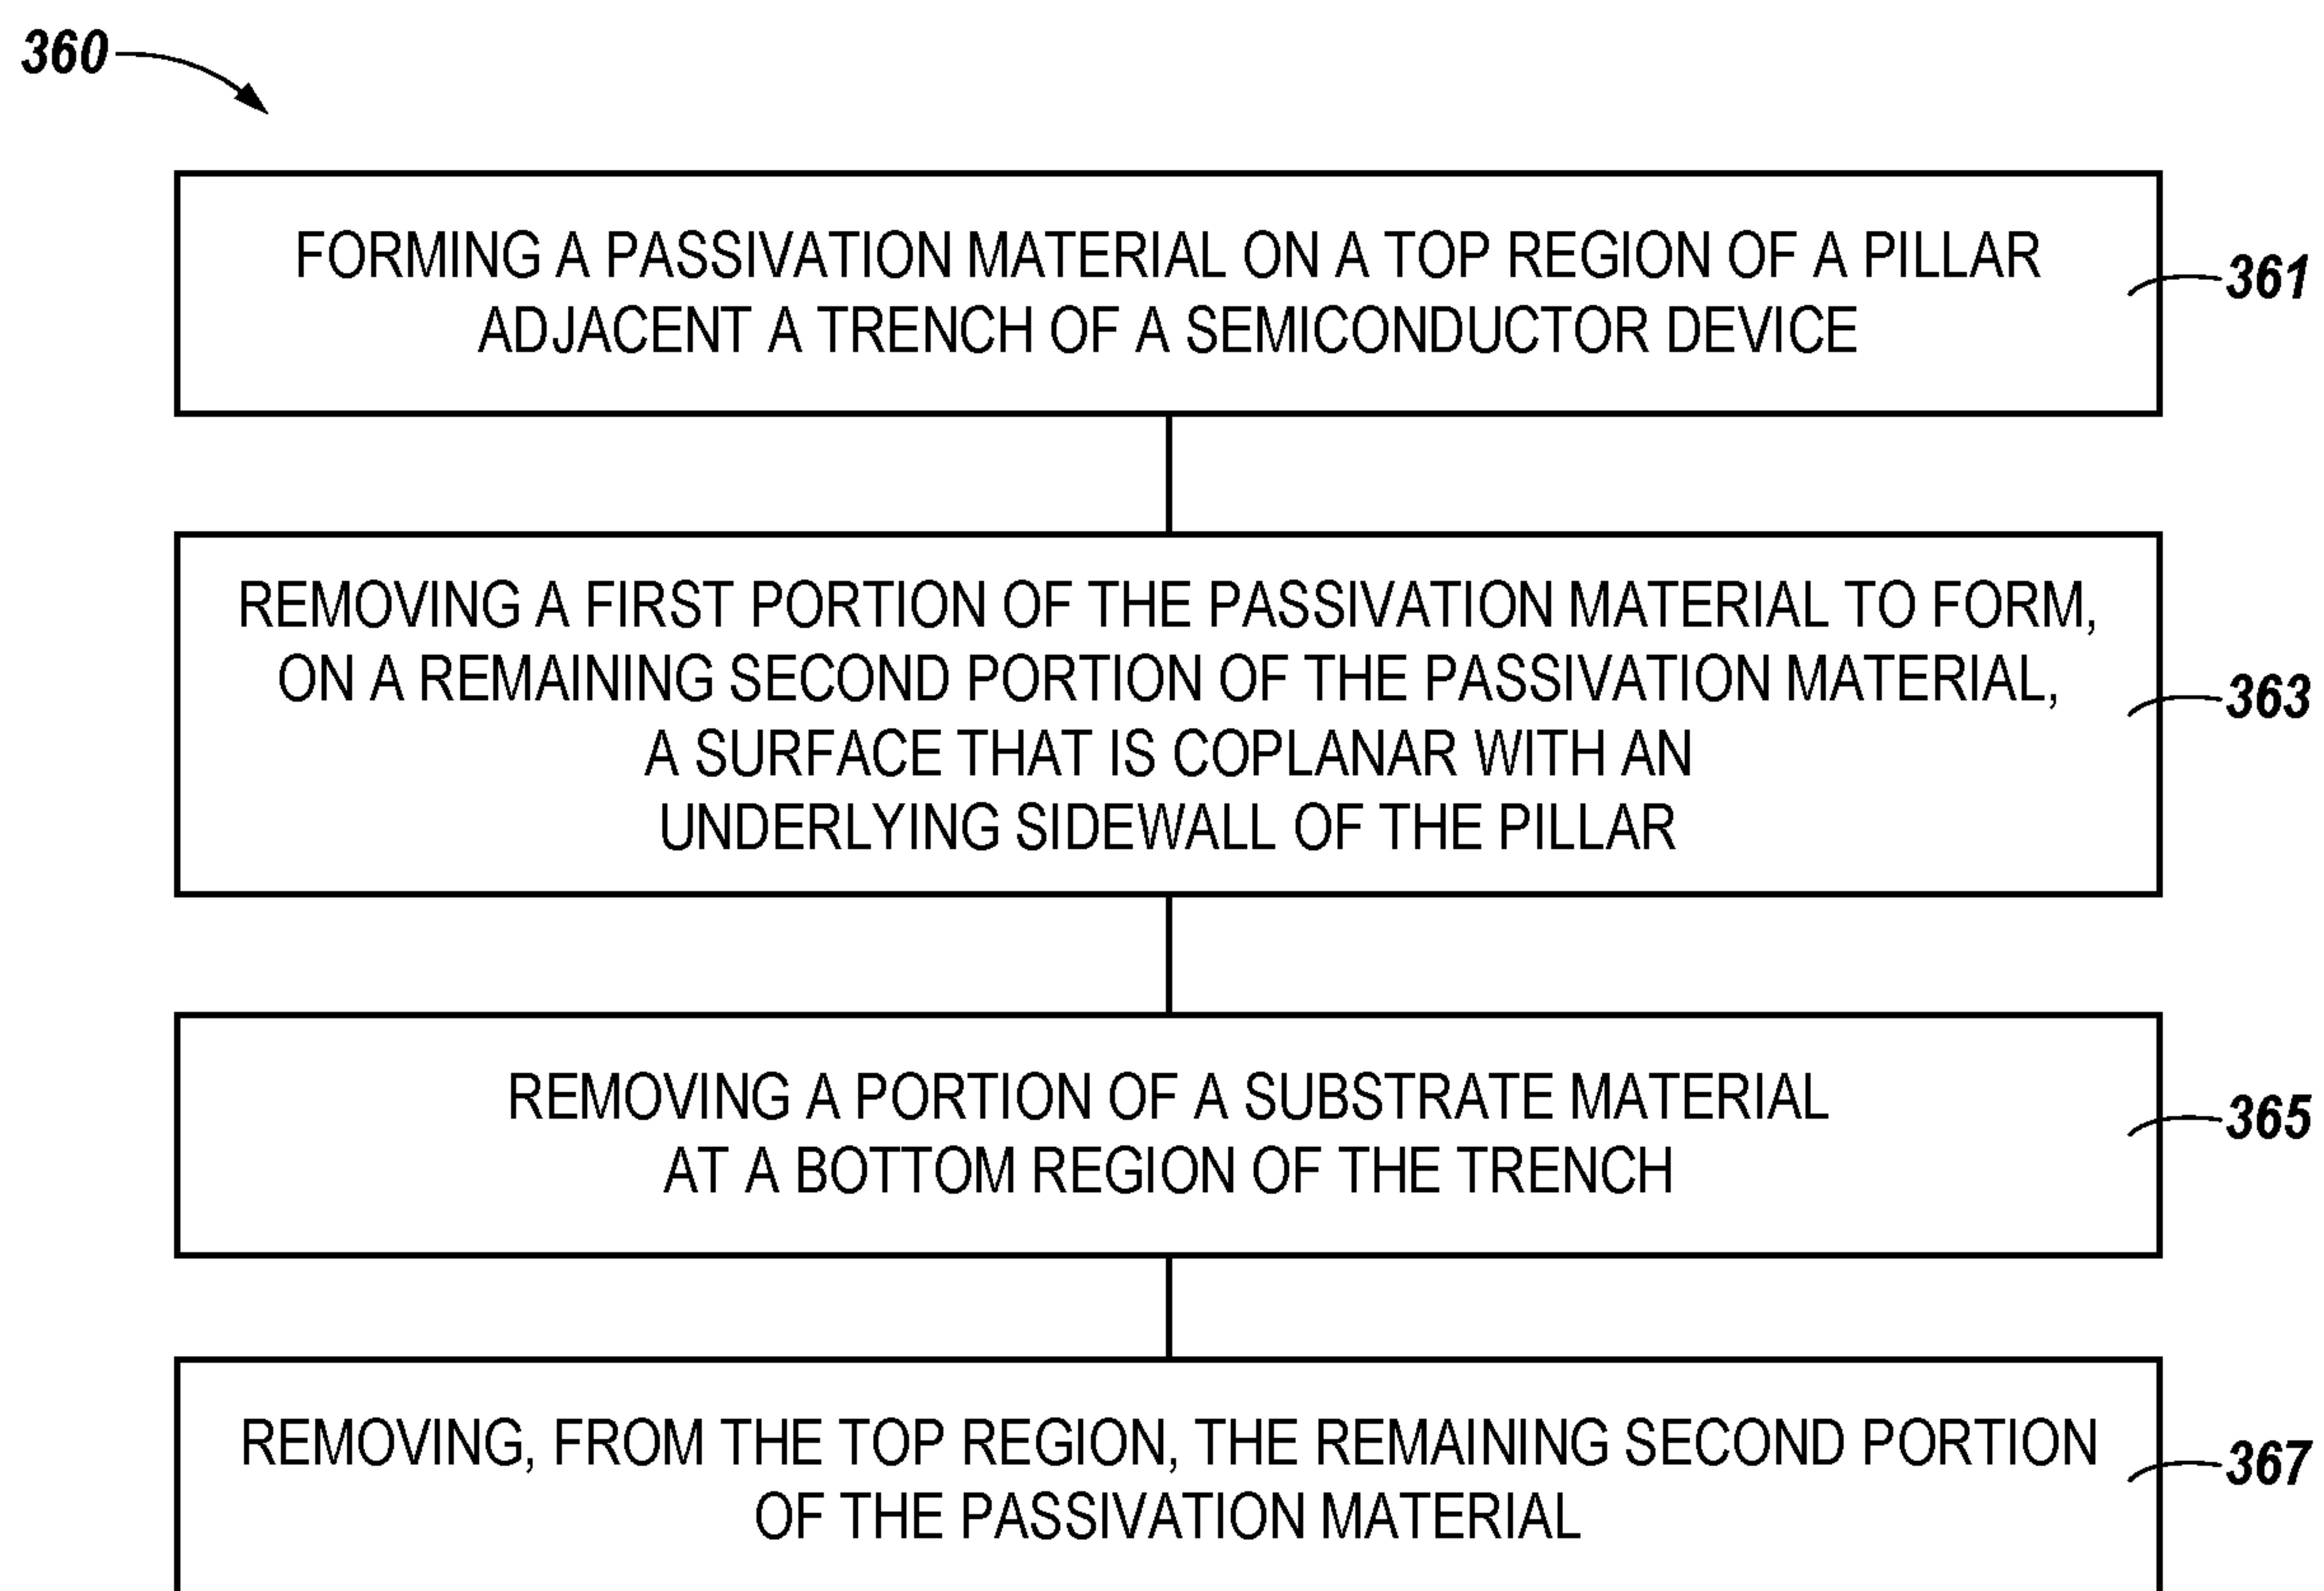 360
FORMING A PASSIVATION MATERIAL ON A TOP REGION OF A PILLAR
ADJACENT A TRENCH OF A SEMICONDUCTOR DEVICE
361
REMOVING A FIRST PORTION OF THE PASSIVATION MATERIAL TO FORM,
ON A REMAINING SECOND PORTION OF THE PASSIVATION MATERIAL,
A SURFACE THAT IS COPLANAR WITH AN
UNDERLYING SIDEWALL OF THE PILLAR
363
REMOVING A PORTION OF A SUBSTRATE MATERIAL
AT A BOTTOM REGION OF THE TRENCH
365
REMOVING, FROM THE TOP REGION, THE REMAINING SECOND PORTION
OF THE PASSIVATION MATERIAL
367